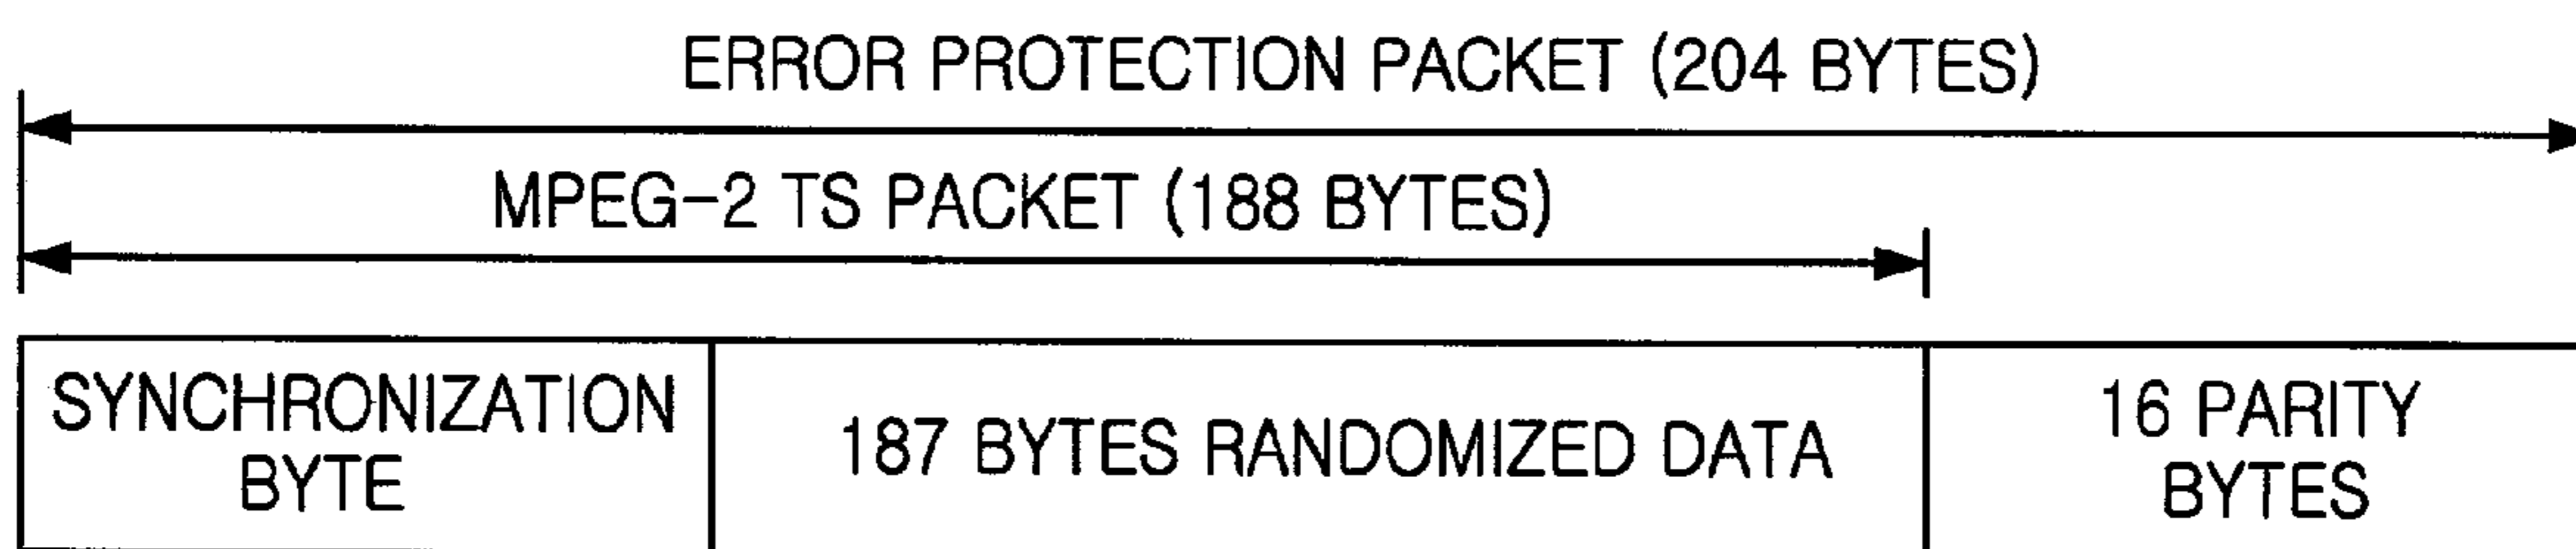 ERROR PROTECTION PACKET (204 BYTES)
MPEG-2 TS PACKET (188 BYTES)
SYNCHRONIZATION
BYTE
187 BYTES RANDOMIZED DATA
16 PARITY
BYTES